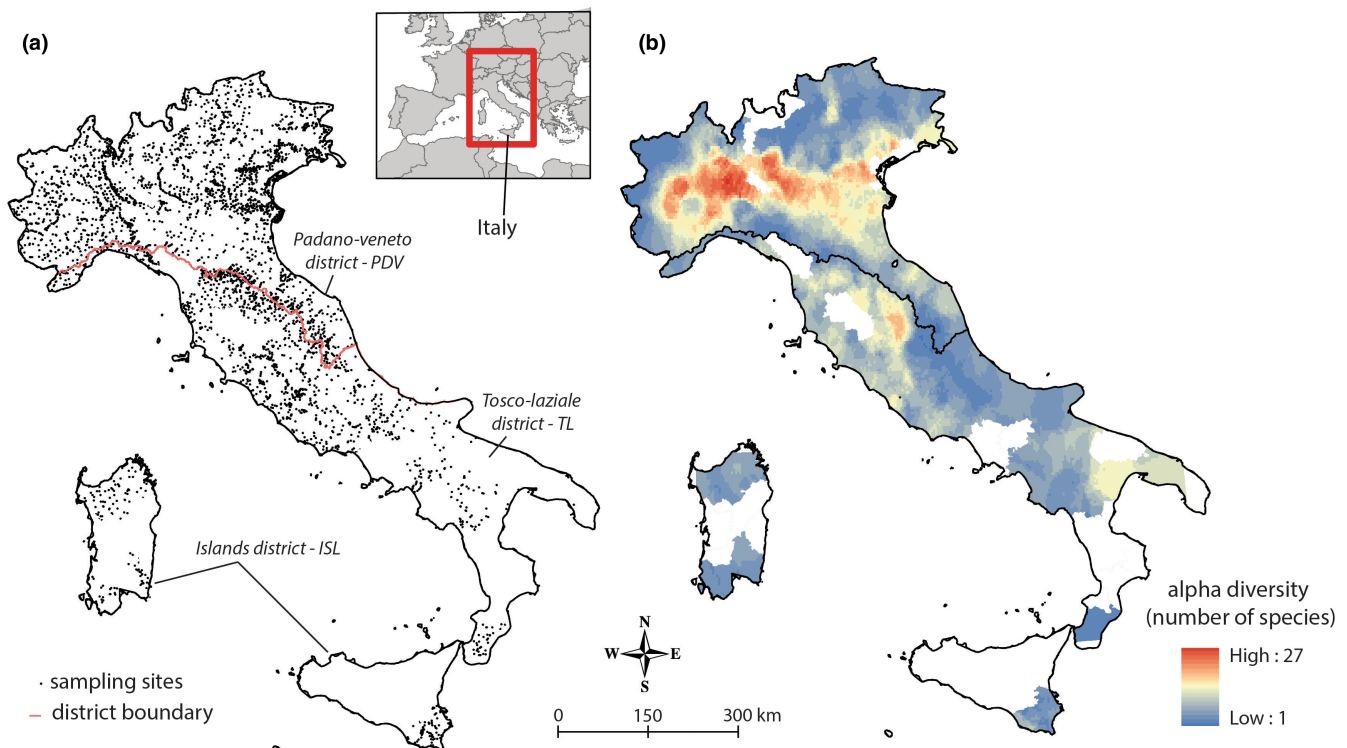 (a)
(b)
Italy
Padano-veneto
district - PDV
Tosco-laziale
district - TL
Islands district - ISL
sampling sites
district boundary
N
W
E
S
0
150
300 km
alpha diversity
(number of species)
High : 27
Low : 1